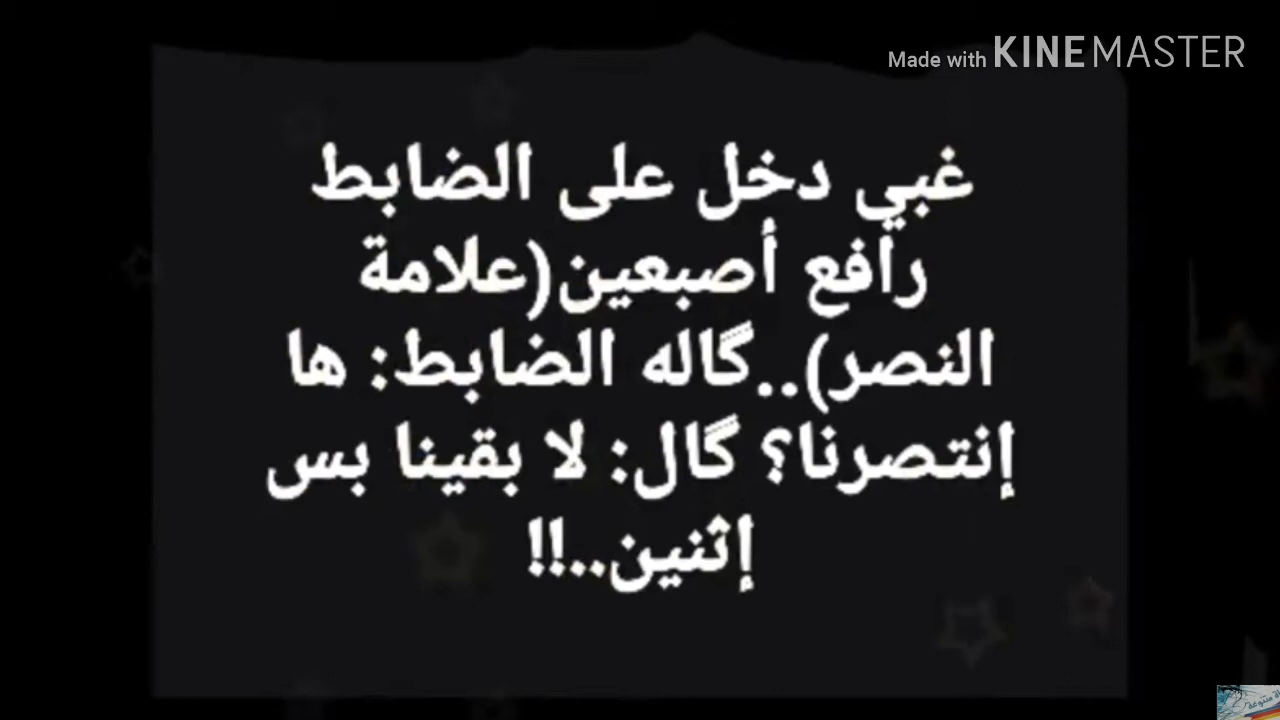 Made with KINEMASTER
غبي دخل على الضابط
رافع أصبعين(علامة
النصر)..گاله الضابط: ها
إنتصرنا؟ گال: لا بقينا بس
إثنين..!!